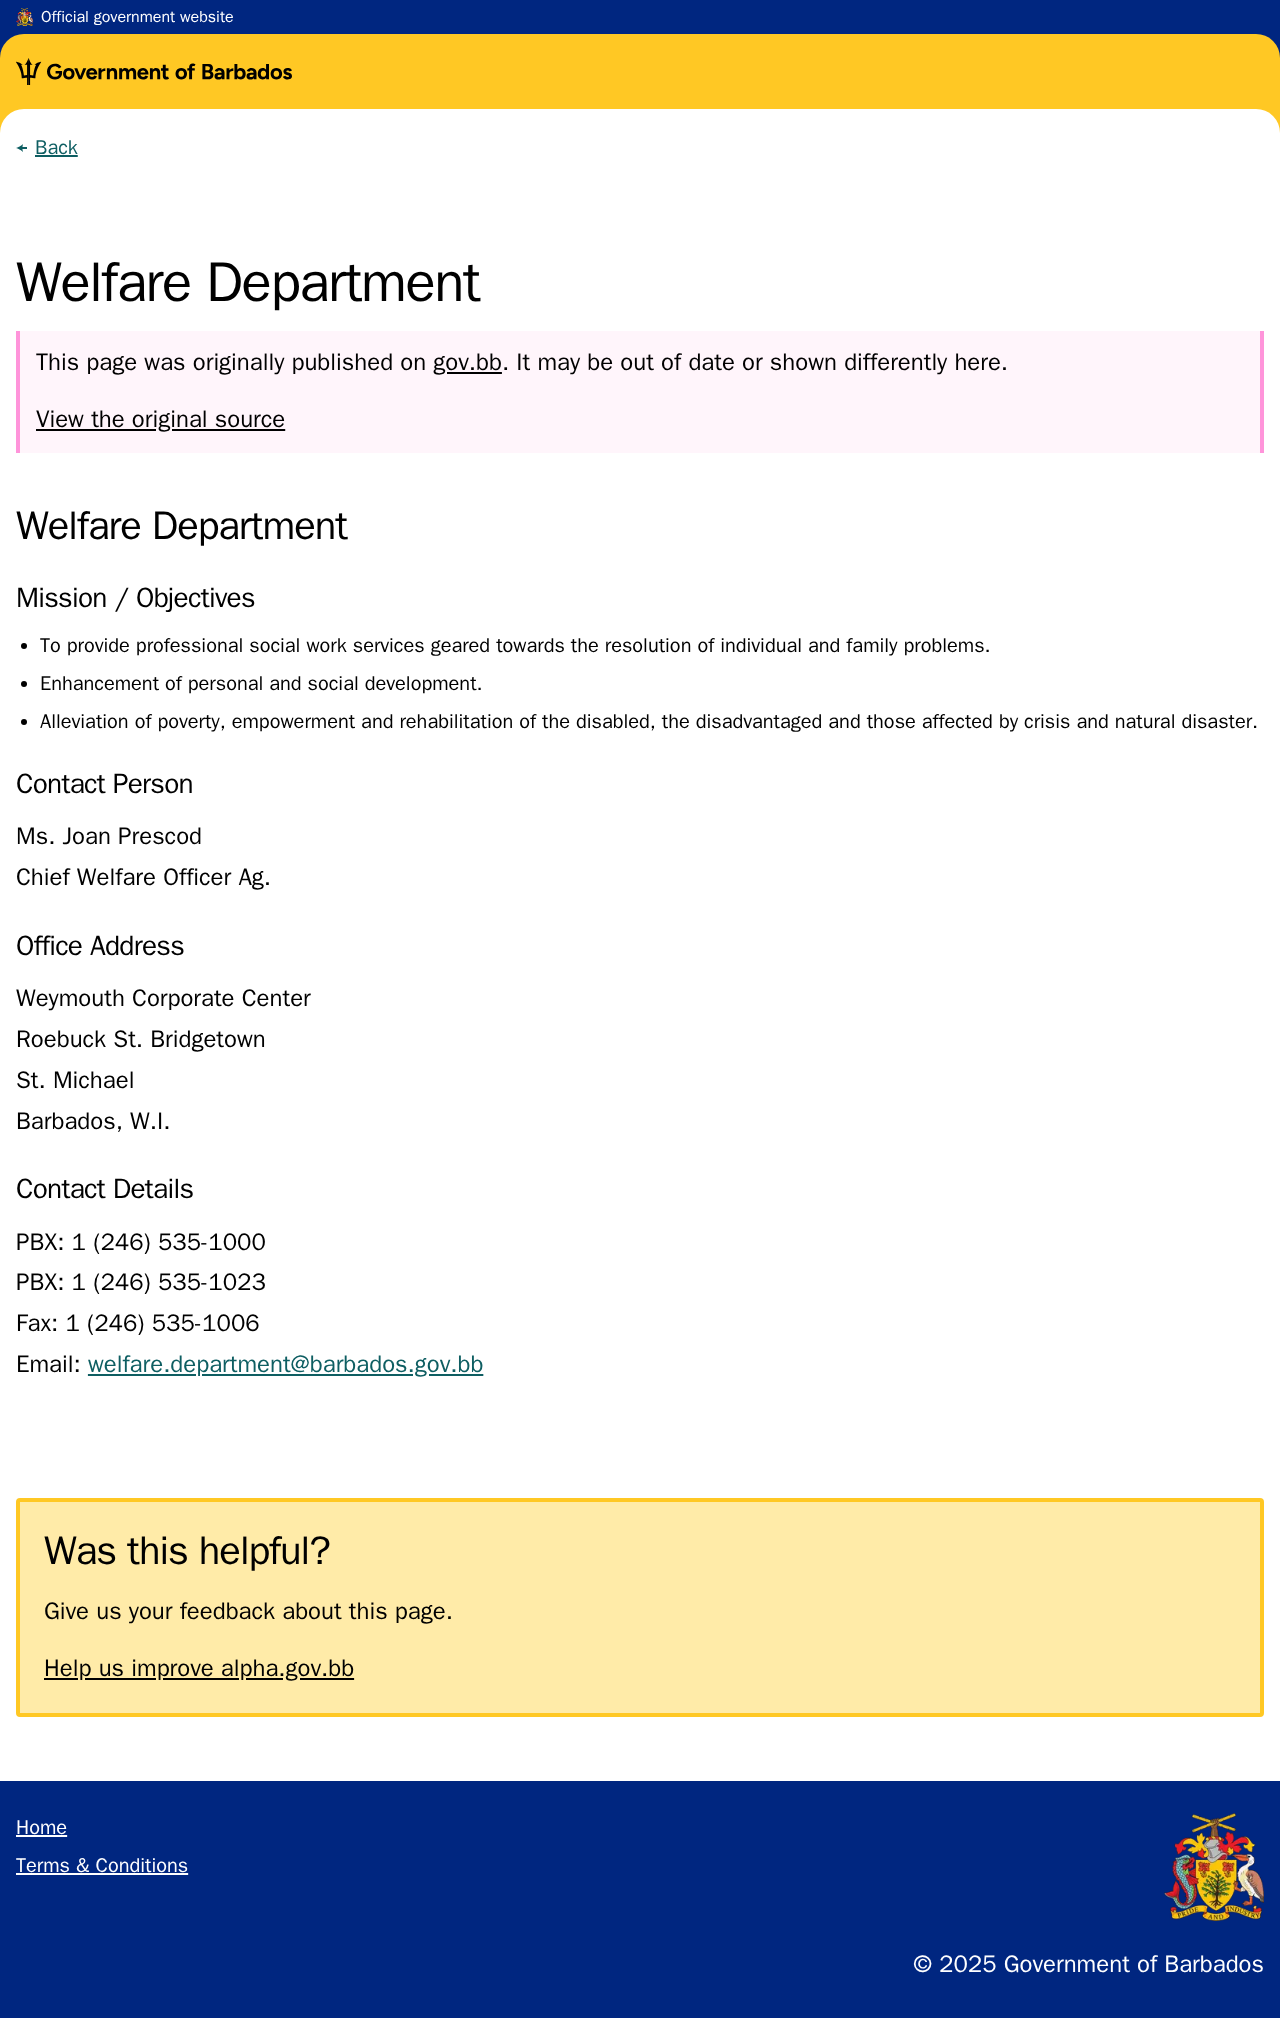 Official government website
Government of Barbados
← Back
Welfare Department
This page was originally published on gov.bb. It may be out of date or shown differently here.
View the original source
Welfare Department
Mission / Objectives
• To provide professional social work services geared towards the resolution of individual and family problems.
• Enhancement of personal and social development.
• Alleviation of poverty, empowerment and rehabilitation of the disabled, the disadvantaged and those affected by crisis and natural disaster.
Contact Person
Ms. Joan Prescod
Chief Welfare Officer Ag.
Office Address
Weymouth Corporate Center
Roebuck St. Bridgetown
St. Michael
Barbados, W.I.
Contact Details
PBX: 1 (246) 535-1000
PBX: 1 (246) 535-1023
Fax: 1 (246) 535-1006
Email: welfare.department@barbados.gov.bb
Was this helpful?
Give us your feedback about this page.
Help us improve alpha.gov.bb
Home
Terms & Conditions
PRIDE AND INDUSTRY
© 2025 Government of Barbados